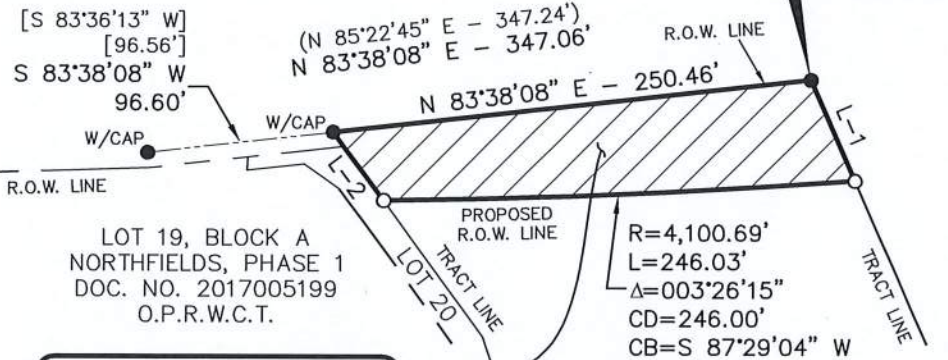 [S 83°36'13" W]
[96.56']
S 83°38'08" W
96.60'
(N 85°22'45" E - 347.24')
N 83°38'08" E - 347.06'
R.O.W. LINE
N 83°38'08" E - 250.46'
W/CAP
W/CAP
L-1
L-2
R.O.W. LINE
PROPOSED
R.O.W. LINE
LOT 19, BLOCK A
NORTHFIELDS, PHASE 1
DOC. NO. 2017005199
O.P.R.W.C.T.
LOT 20
TRACT LINE
R=4,100.69'
L=246.03'
Δ=003°26'15"
CD=246.00'
CB=S 87°29'04" W
TRACT LINE